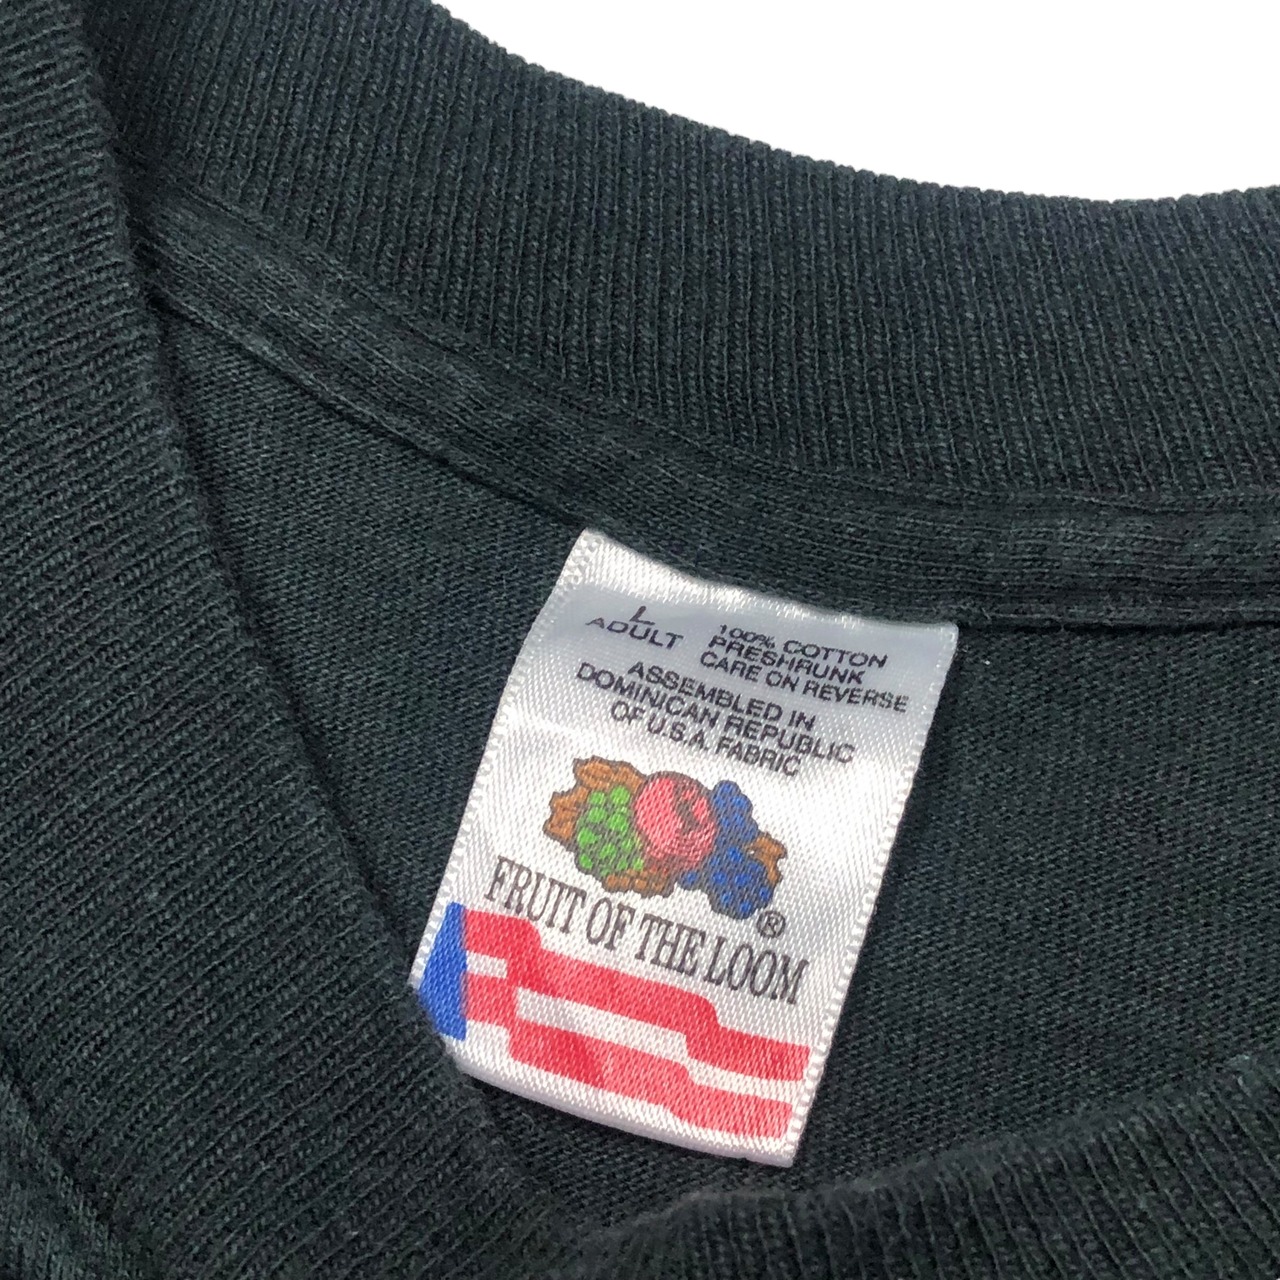 L
ADULT
100% COTTON
PRESHRUNK
CARE ON REVERSE
ASSEMBLED IN
DOMINICAN REPUBLIC
OF U.S.A. FABRIC
FRUIT OF THE LOOM®